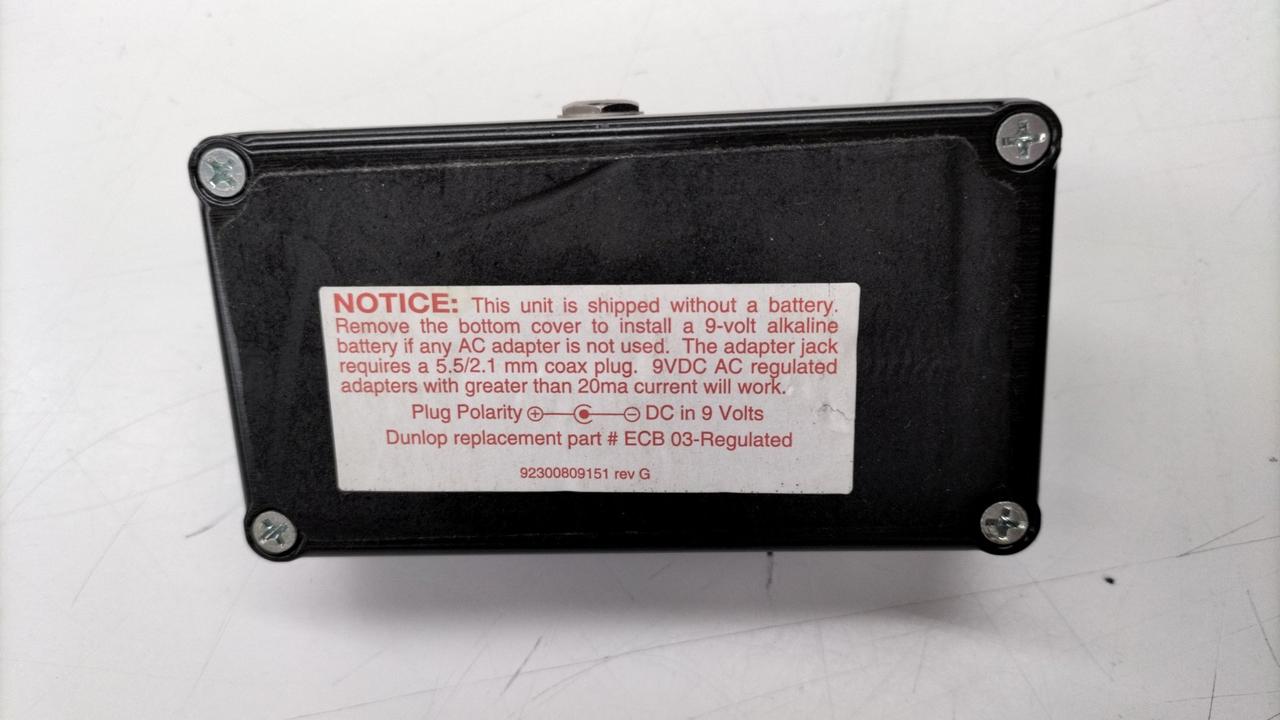 NOTICE: This unit is shipped without a battery.
Remove the bottom cover to install a 9-volt alkaline
battery if any AC adapter is not used. The adapter jack
requires a 5.5/2.1 mm coax plug. 9VDC AC regulated
adapters with greater than 20ma current will work.
Plug Polarity DC in 9 Volts
Dunlop replacement part # ECB 03-Regulated
92300809151 rev G